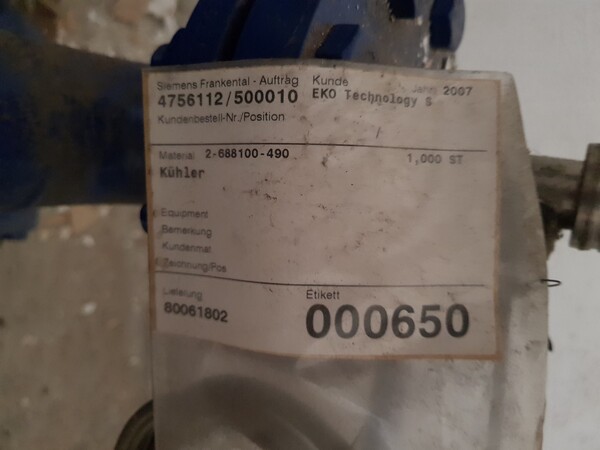 Siemens Frankental - Auftrag Kunde Jahr: 2007
4756112/500010 EKO Technology S
Kundenbestell-Nr./Position
Material 2-688100-490 1,000 ST
Kühler
Equipment
Bemerkung
Kundenmat
Zeichnung/Pos
Lieferung Etikett
80061802 000650